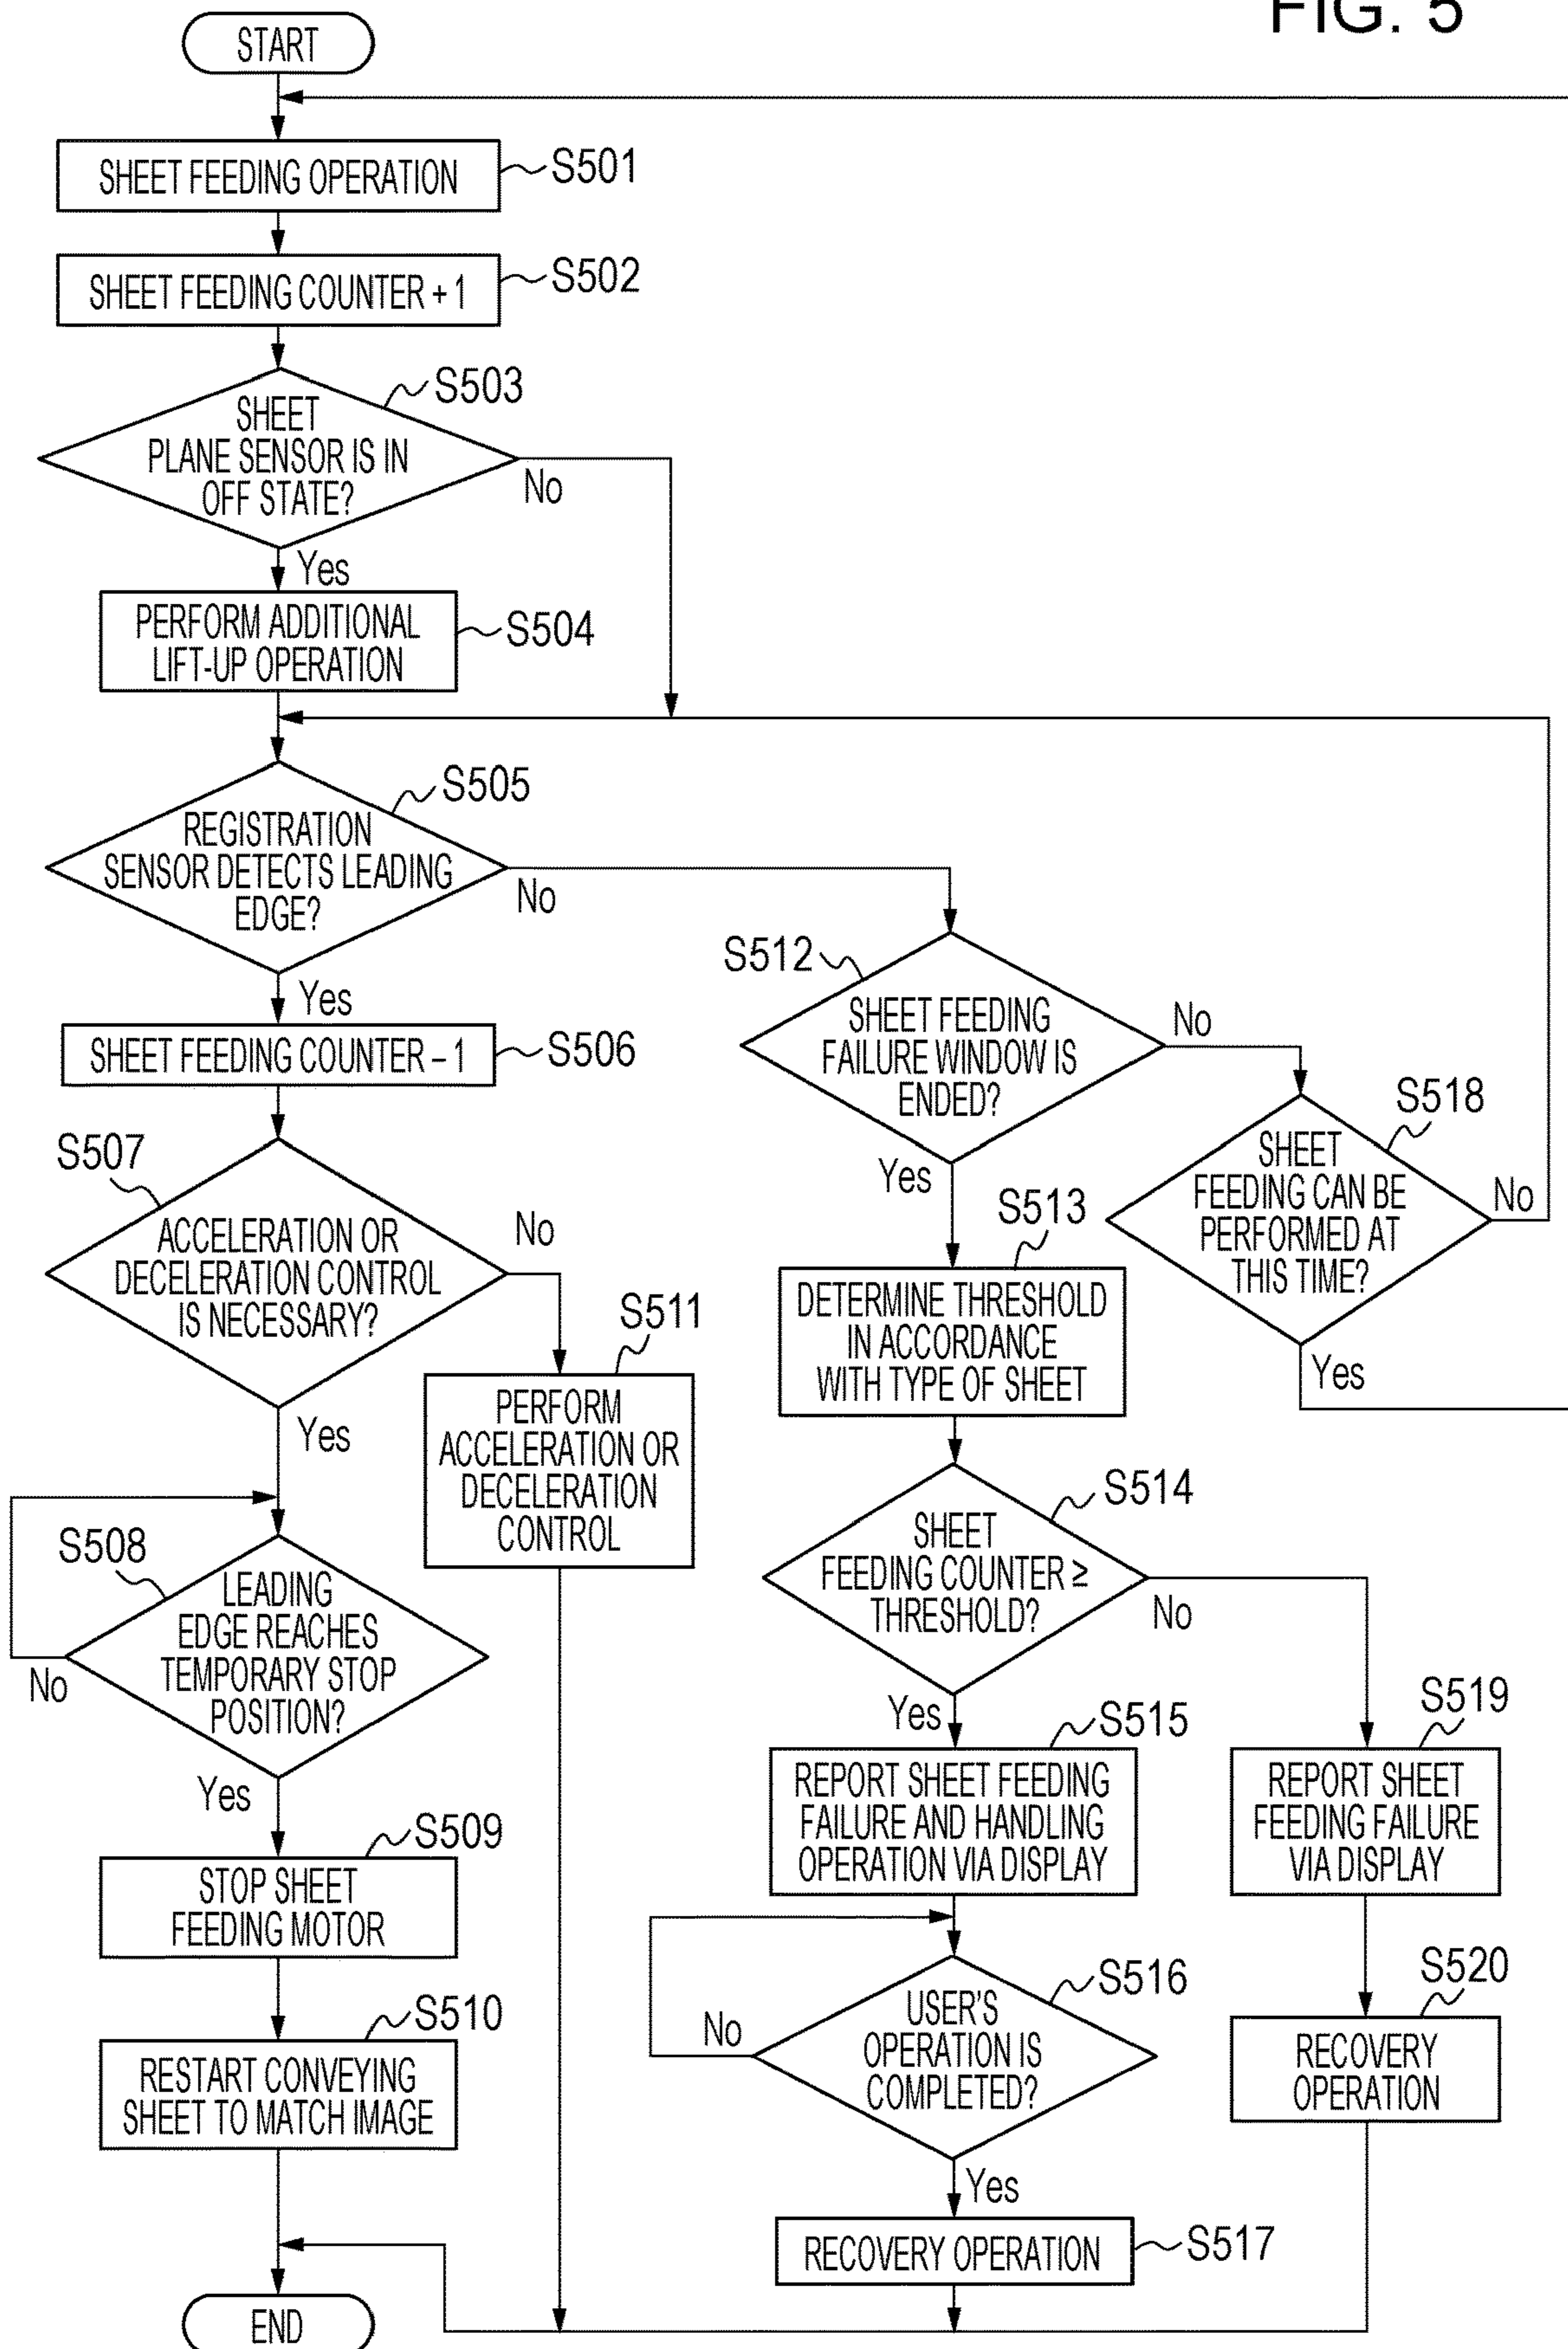 FIG. 5
START
SHEET FEEDING OPERATION
S501
SHEET FEEDING COUNTER + 1
S502
S503
SHEET
PLANE SENSOR IS IN
OFF STATE?
No
Yes
PERFORM ADDITIONAL
LIFT-UP OPERATION
S504
S505
REGISTRATION
SENSOR DETECTS LEADING
EDGE?
No
Yes
SHEET FEEDING COUNTER – 1
S506
S507
ACCELERATION OR
DECELERATION CONTROL
IS NECESSARY?
No
Yes
S511
PERFORM
ACCELERATION OR
DECELERATION
CONTROL
S508
LEADING
EDGE REACHES
TEMPORARY STOP
POSITION?
No
Yes
S509
STOP SHEET
FEEDING MOTOR
S510
RESTART CONVEYING
SHEET TO MATCH IMAGE
END
S512
SHEET FEEDING
FAILURE WINDOW IS
ENDED?
No
Yes
S518
SHEET
FEEDING CAN BE
PERFORMED AT
THIS TIME?
No
Yes
S513
DETERMINE THRESHOLD
IN ACCORDANCE
WITH TYPE OF SHEET
S514
SHEET
FEEDING COUNTER ≥
THRESHOLD?
No
Yes
S515
REPORT SHEET FEEDING
FAILURE AND HANDLING
OPERATION VIA DISPLAY
S516
USER'S
OPERATION IS
COMPLETED?
No
Yes
RECOVERY OPERATION
S517
S519
REPORT SHEET
FEEDING FAILURE
VIA DISPLAY
S520
RECOVERY
OPERATION